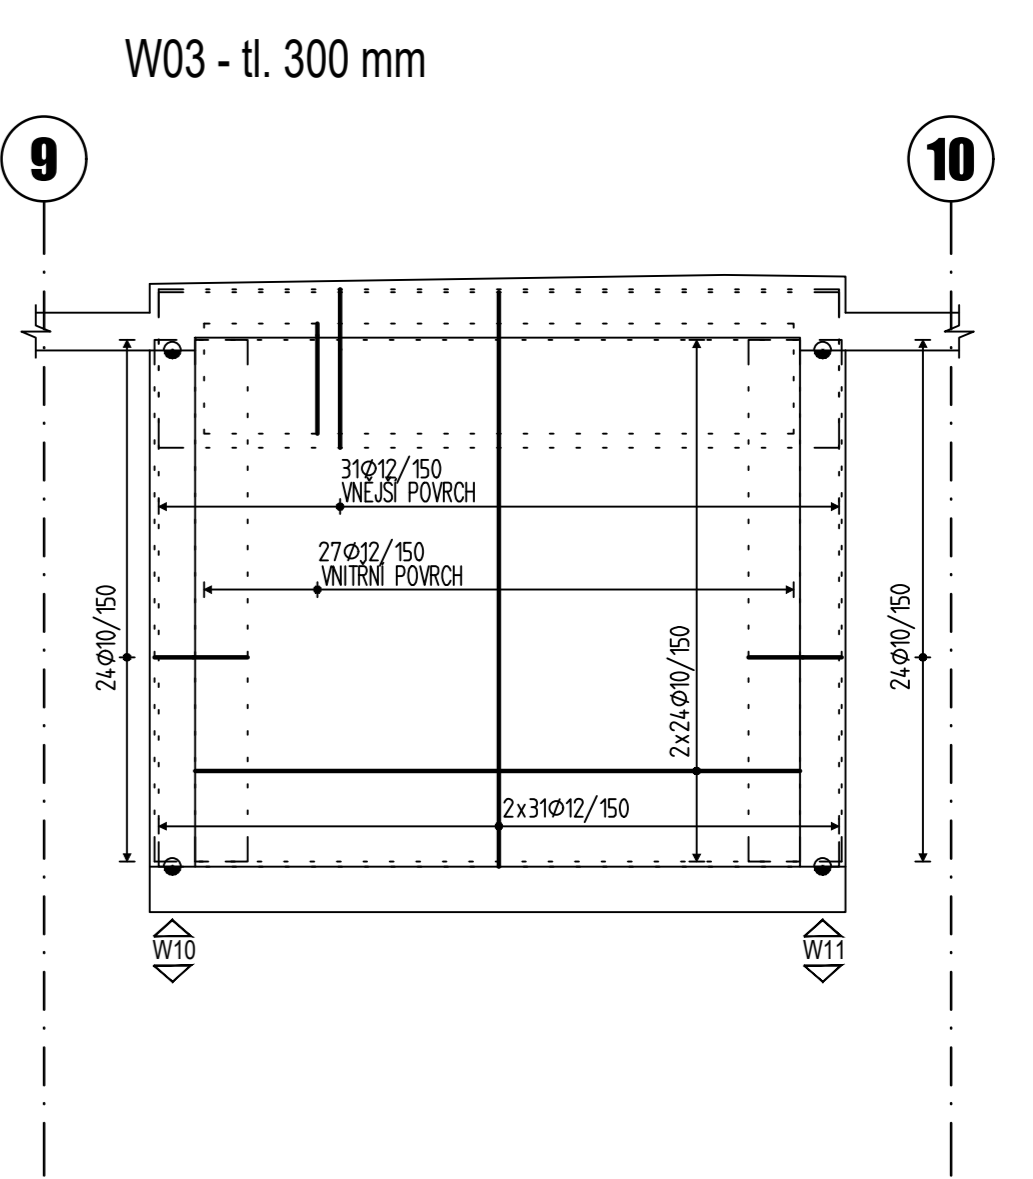 W03 - tl. 300 mm
9
10
31Ø12/150
VNĚJŠÍ POVRCH
27Ø12/150
VNITŘNÍ POVRCH
24Ø10/150
2x24Ø10/150
24Ø10/150
2x31Ø12/150
W10
W11